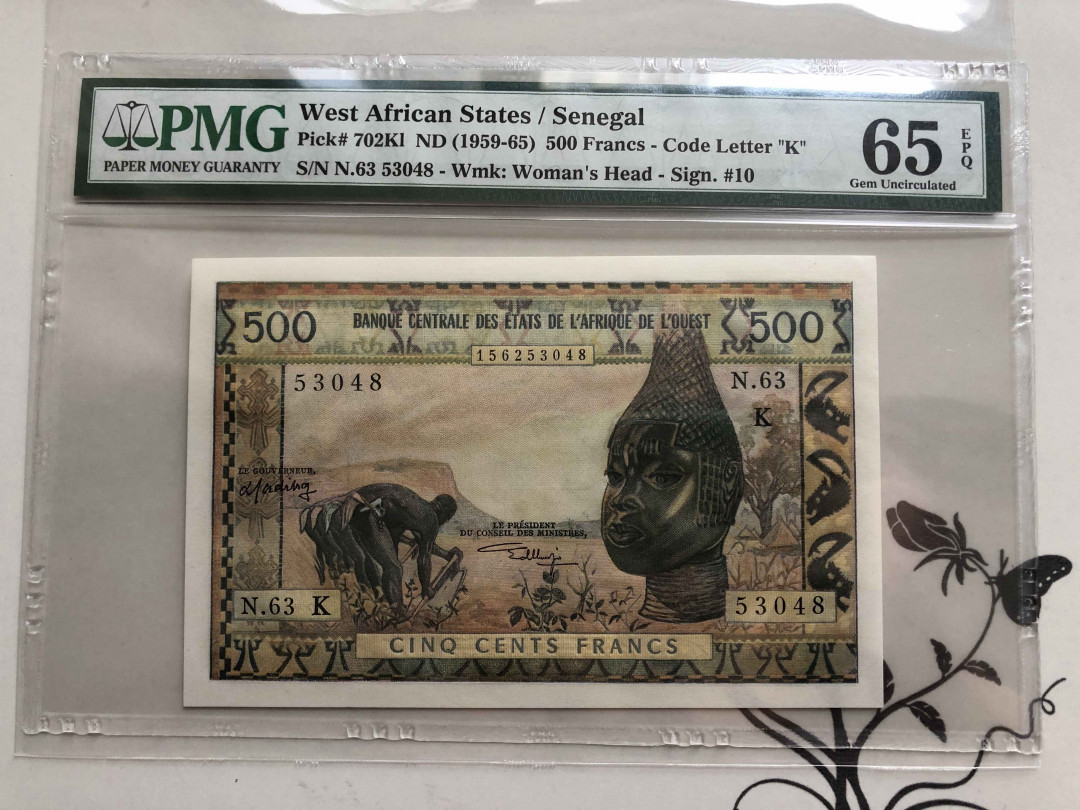 PMG
PAPER MONEY GUARANTY
West African States / Senegal
Pick# 702Kl ND (1959-65) 500 Francs - Code Letter "K"
S/N N.63 53048 - Wmk: Woman's Head - Sign. #10
65
EPQ
Gem Uncirculated
500 BANQUE CENTRALE DES ETATS DE L'AFRIQUE DE L'OUEST 500
156253048
53048
N.63
K
LE GOUVERNEUR,
LE PRÉSIDENT
DU CONSEIL DES MINISTRES,
N.63 K
53048
CINQ CENTS FRANCS